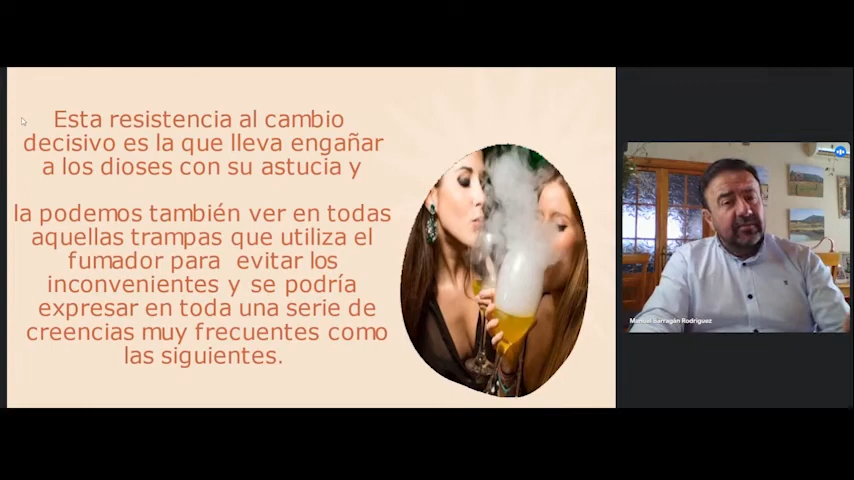 Esta resistencia al cambio
decisivo es la que lleva engañar
a los dioses con su astucia y
la podemos también ver en todas
aquellas trampas que utiliza el
fumador para  evitar los
inconvenientes y se podría
expresar en toda una serie de
creencias muy frecuentes como
las siguientes.
Manuel Barragán Rodríguez